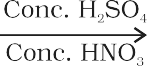 Conc. H₂SO₄
Conc. HNO₃